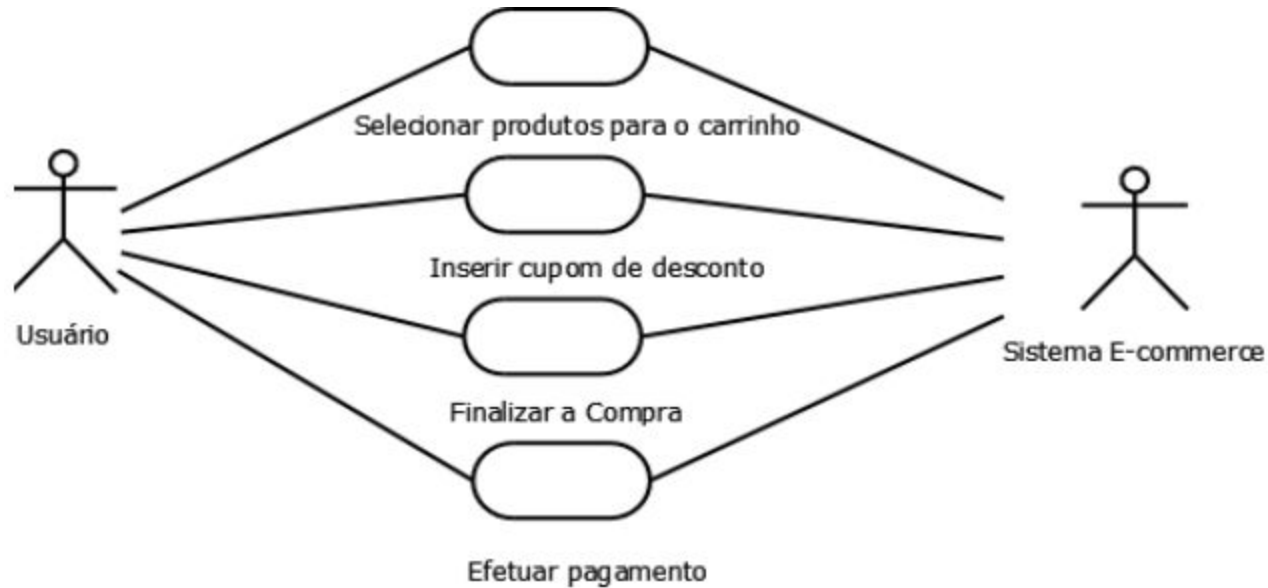 Selecionar produtos para o carrinho
Inserir cupom de desconto
Usuário
Sistema E-commerce
Finalizar a Compra
Efetuar pagamento